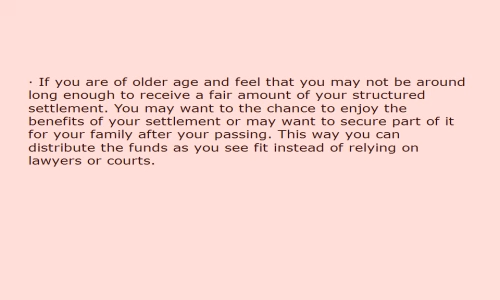 · If you are of older age and feel that you may not be around
long enough to receive a fair amount of your structured
settlement. You may want to the chance to enjoy the
benefits of your settlement or may want to secure part of it
for your family after your passing. This way you can
distribute the funds as you see fit instead of relying on
lawyers or courts.